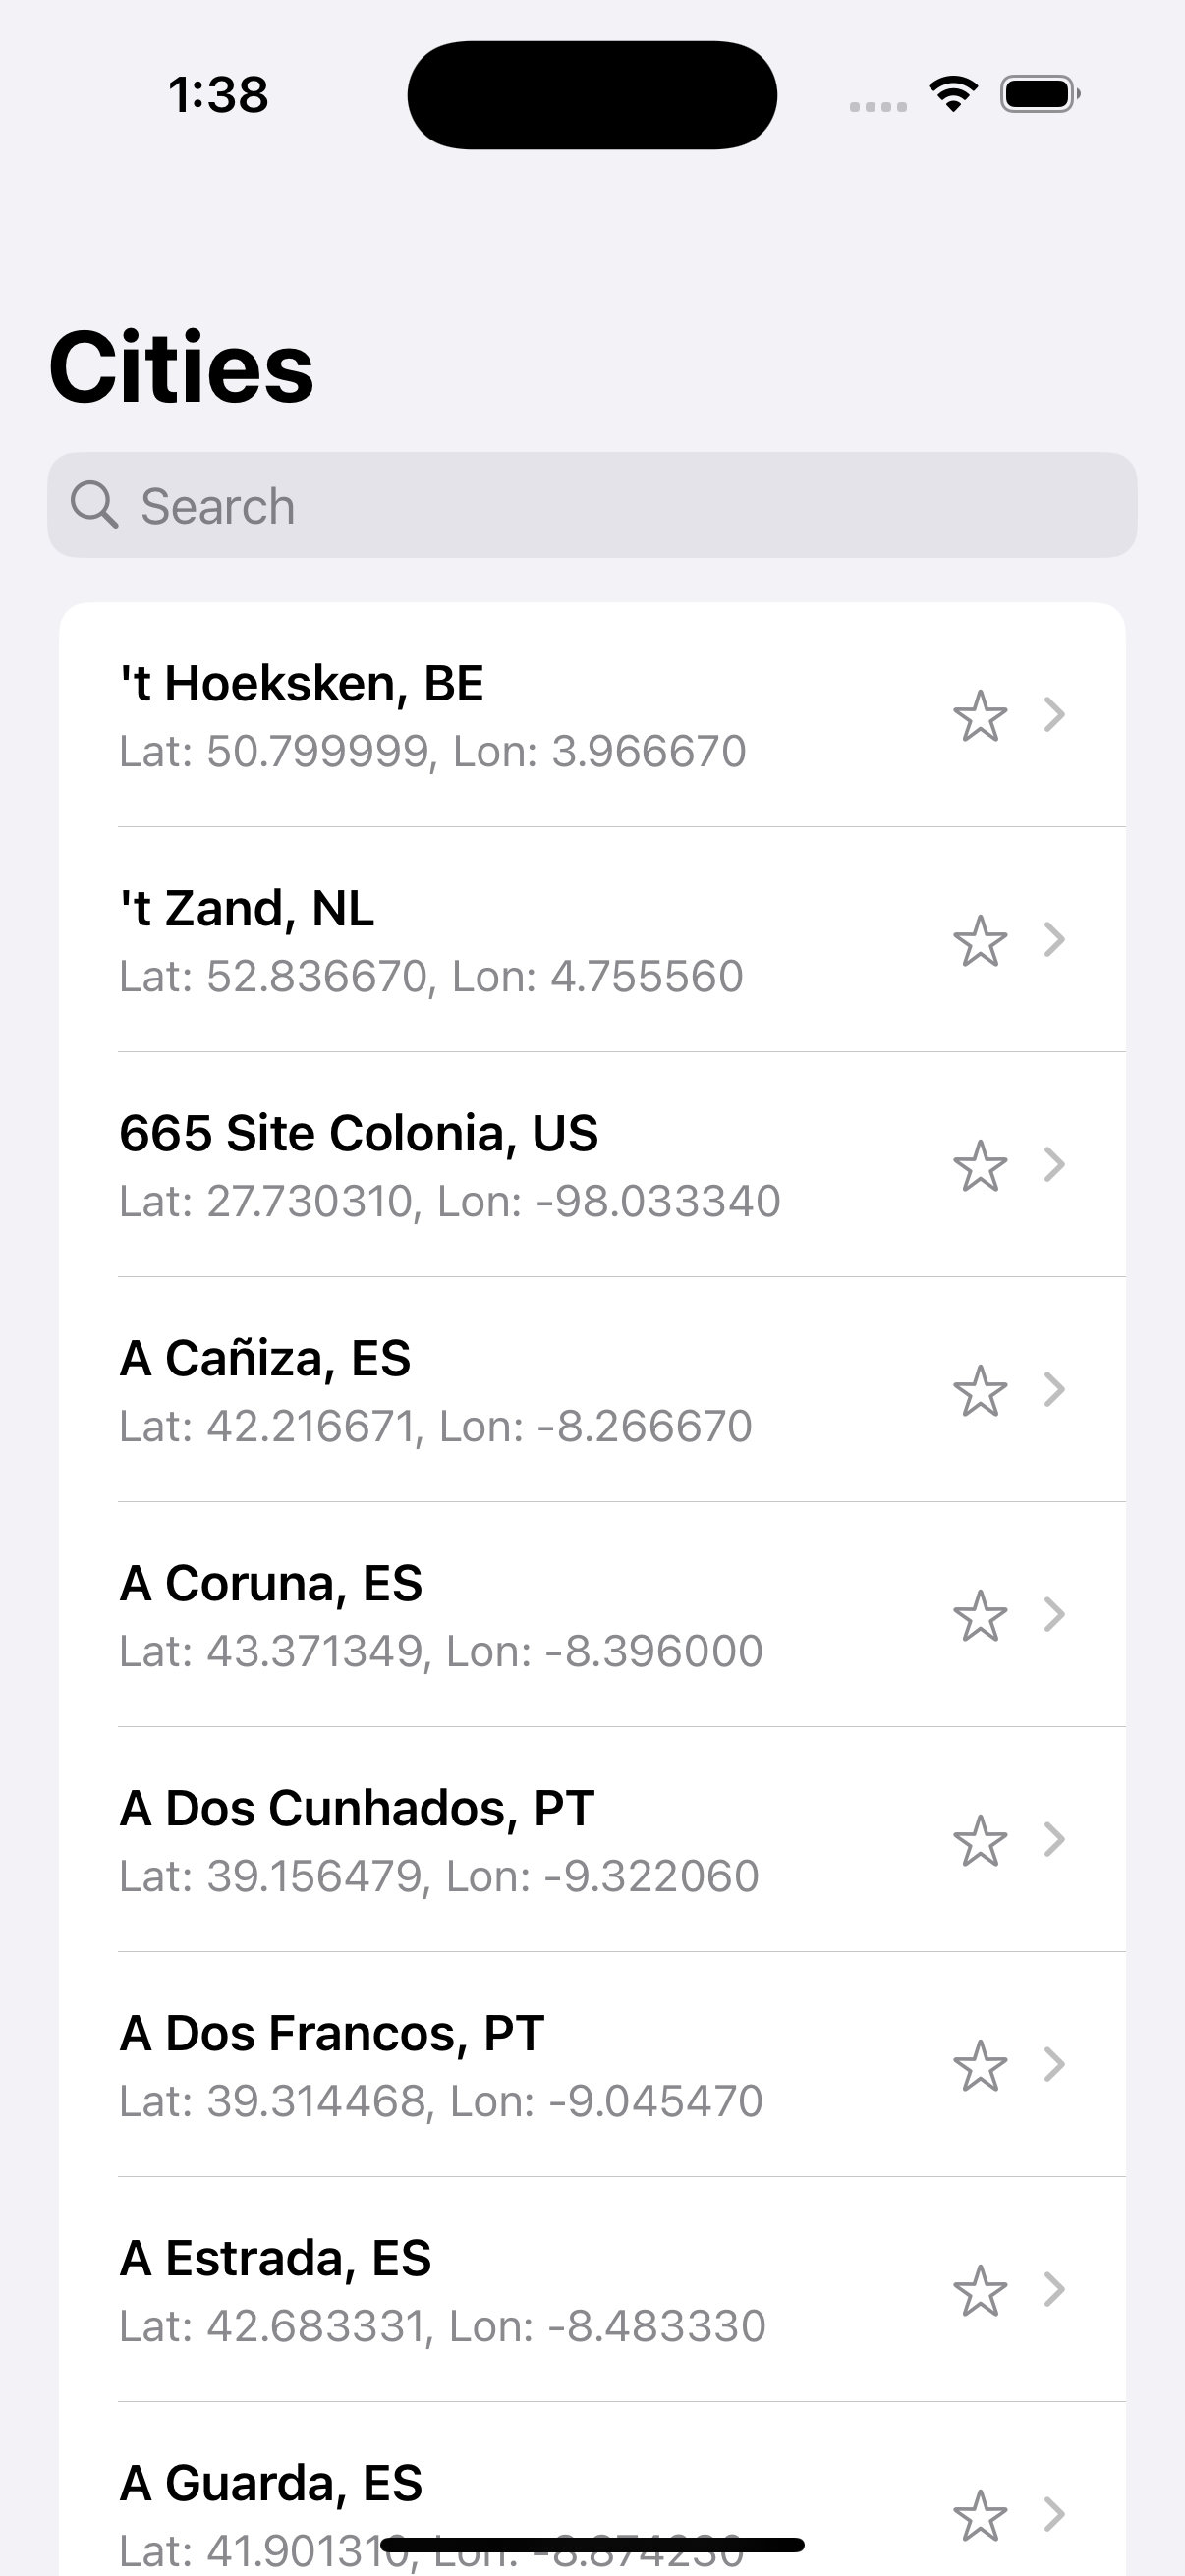 1:38
Cities
Search
't Hoeksken, BE
Lat: 50.799999, Lon: 3.966670
't Zand, NL
Lat: 52.836670, Lon: 4.755560
665 Site Colonia, US
Lat: 27.730310, Lon: -98.033340
A Cañiza, ES
Lat: 42.216671, Lon: -8.266670
A Coruna, ES
Lat: 43.371349, Lon: -8.396000
A Dos Cunhados, PT
Lat: 39.156479, Lon: -9.322060
A Dos Francos, PT
Lat: 39.314468, Lon: -9.045470
A Estrada, ES
Lat: 42.683331, Lon: -8.483330
A Guarda, ES
Lat: 41.901310, Lon: -8.874230